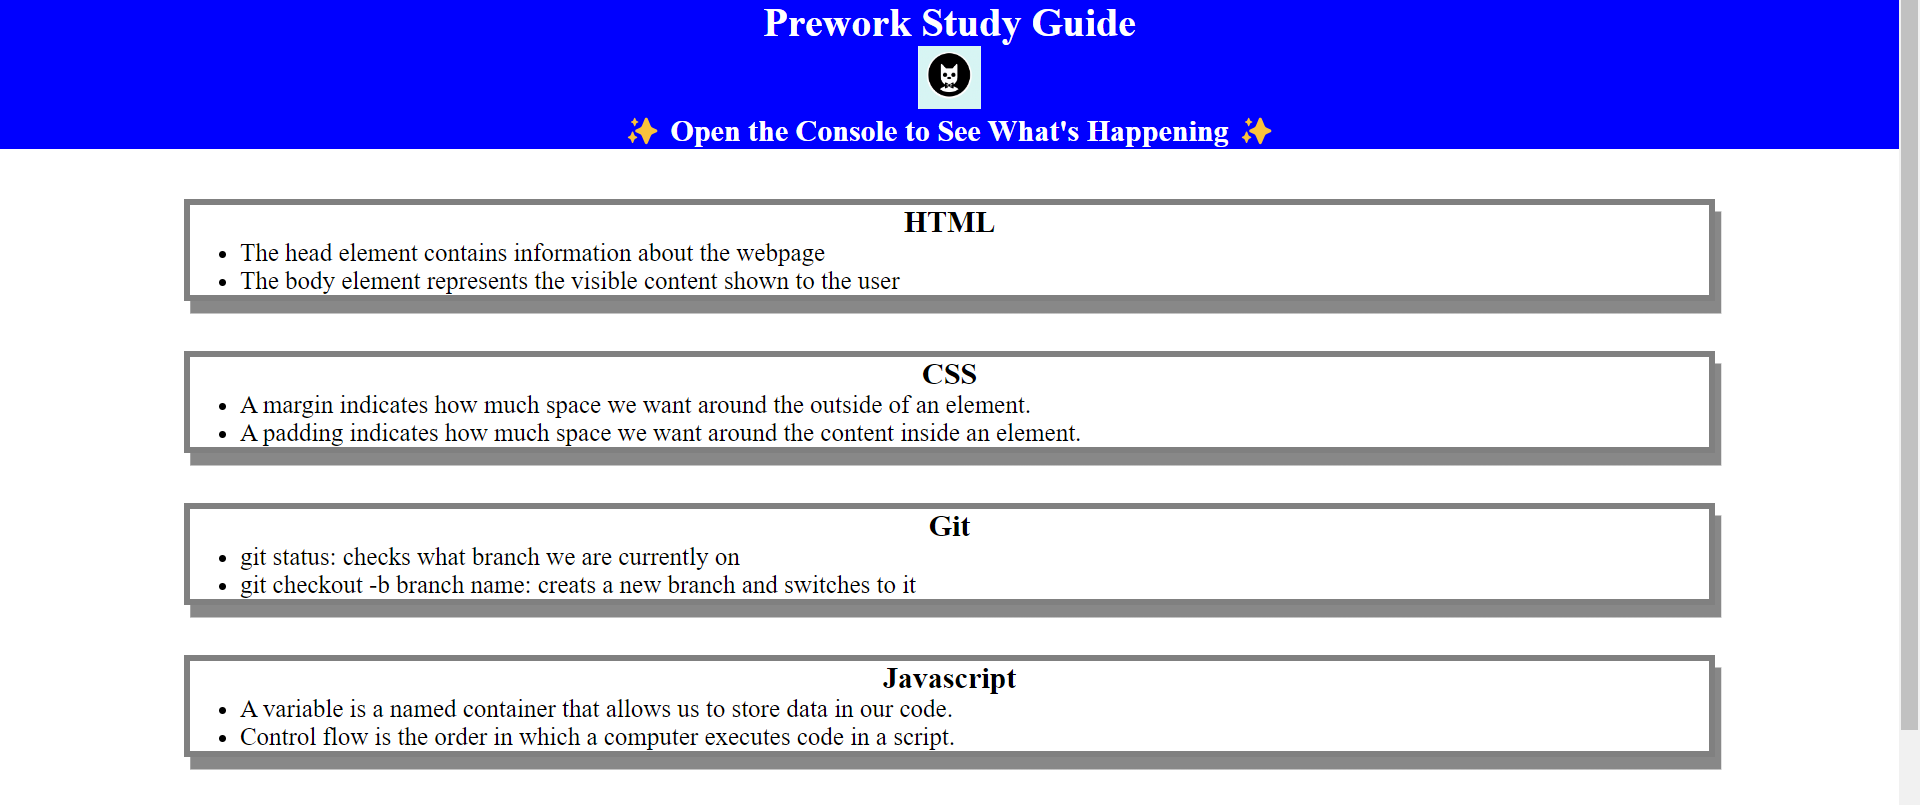 Prework Study Guide
✨ Open the Console to See What's Happening ✨
HTML
• The head element contains information about the webpage
• The body element represents the visible content shown to the user
CSS
• A margin indicates how much space we want around the outside of an element.
• A padding indicates how much space we want around the content inside an element.
Git
• git status: checks what branch we are currently on
• git checkout -b branch name: creats a new branch and switches to it
Javascript
• A variable is a named container that allows us to store data in our code.
• Control flow is the order in which a computer executes code in a script.